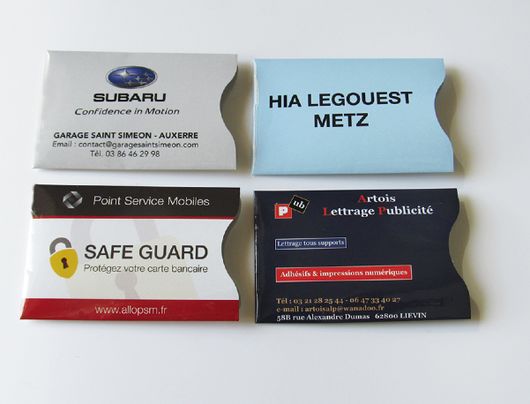 SUBARU
Confidence in Motion
GARAGE SAINT SIMEON - AUXERRE
Email : contact@garagesaintsimeon.com
Tél. 03 86 46 29 98
HIA LEGOUEST
METZ
Point Service Mobiles
SAFE GUARD
Protégez votre carte bancaire
www.allopsm.fr
Pub
Artois
Lettrage Publicité
Lettrage tous supports
Adhésifs & impressions numériques
Tél : 03 21 28 25 44 - 06 47 33 40 27
e-mail : artoisalp@wanadoo.fr
58B rue Alexandre Dumas 62800 LIEVIN